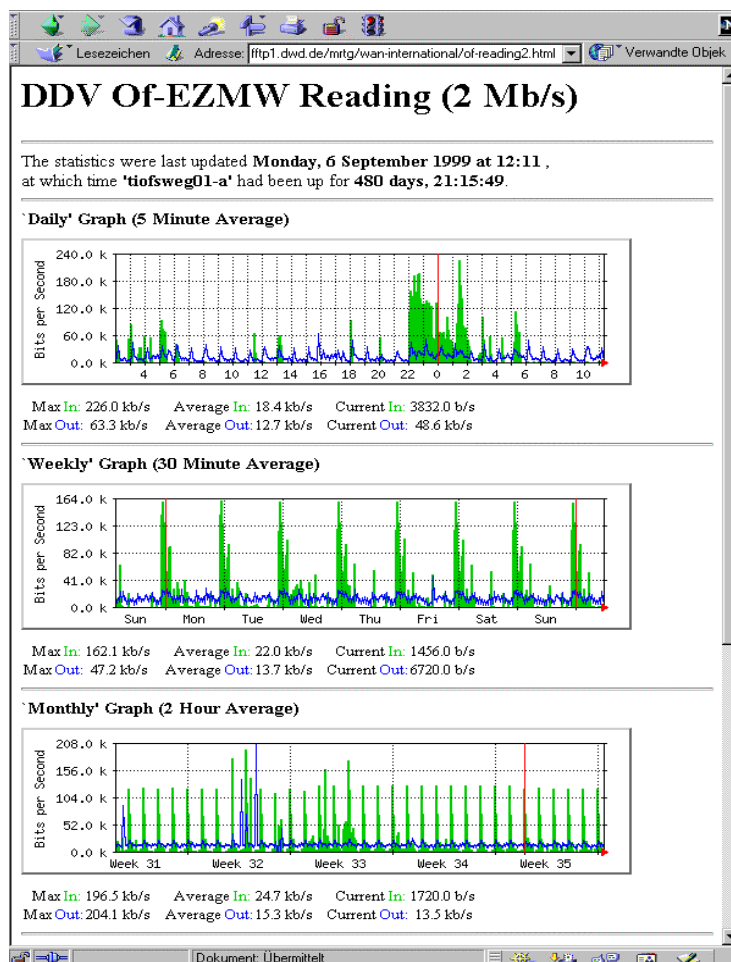 Lesezeichen Adresse: fftp1.dwd.de/mrtg/wan-international/of-reading2.html Verwandte Objek
DDV Of-EZMW Reading (2 Mb/s)
The statistics were last updated Monday, 6 September 1999 at 12:11 ,
at which time 'tiofsweg01-a' had been up for 480 days, 21:15:49.
`Daily' Graph (5 Minute Average)
Bits per Second
240.0 k
180.0 k
120.0 k
60.0 k
0.0 k
4 6 8 10 12 14 16 18 20 22 0 2 4 6 8 10
Max In: 226.0 kb/s Average In: 18.4 kb/s Current In: 3832.0 b/s
Max Out: 63.3 kb/s Average Out: 12.7 kb/s Current Out: 48.6 kb/s
`Weekly' Graph (30 Minute Average)
Bits per Second
164.0 k
123.0 k
82.0 k
41.0 k
0.0 k
Sun Mon Tue Wed Thu Fri Sat Sun
Max In: 162.1 kb/s Average In: 22.0 kb/s Current In: 1456.0 b/s
Max Out: 47.2 kb/s Average Out: 13.7 kb/s Current Out: 6720.0 b/s
`Monthly' Graph (2 Hour Average)
Bits per Second
208.0 k
156.0 k
104.0 k
52.0 k
0.0 k
Week 31 Week 32 Week 33 Week 34 Week 35
Max In: 196.5 kb/s Average In: 24.7 kb/s Current In: 1720.0 b/s
Max Out: 204.1 kb/s Average Out: 15.3 kb/s Current Out: 13.5 kb/s
Dokument: Übermittelt